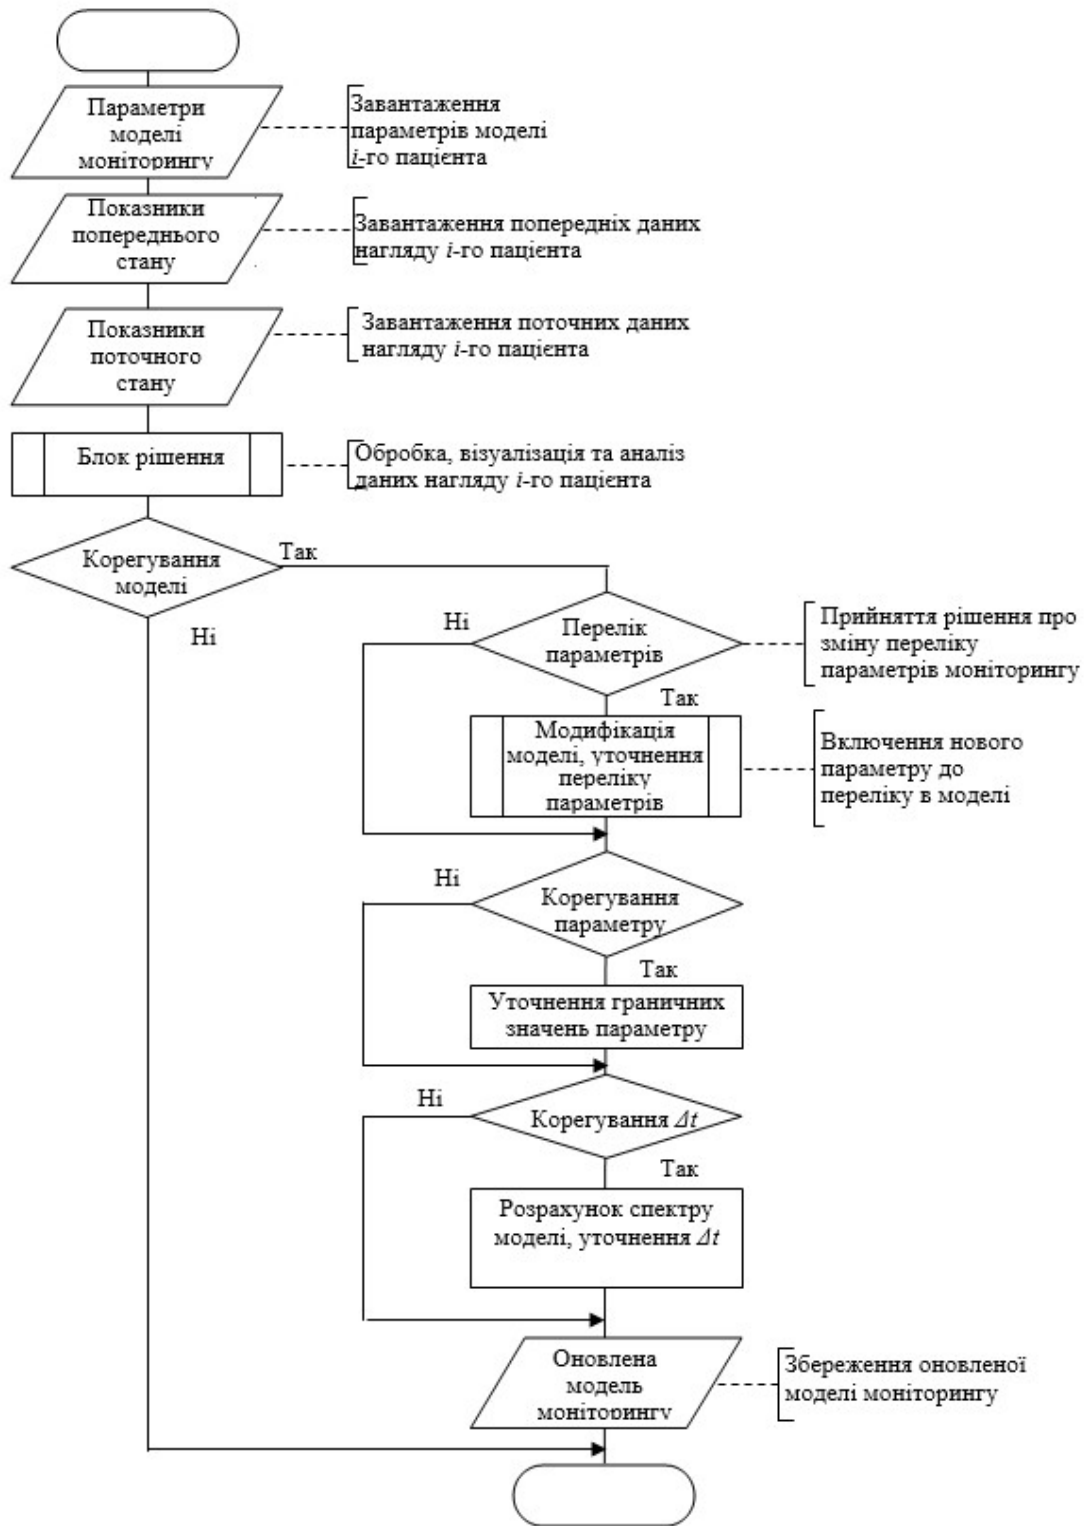 Параметри
моделі
моніторингу
Завантаження
параметрів моделі
і-го пацієнта
Показники
попереднього
стану
Завантаження попередніх даних
нагляду і-го пацієнта
Показники
поточного
стану
Завантаження поточних даних
нагляду і-го пацієнта
Блок рішення
Обробка, візуалізація та аналіз
даних нагляду і-го пацієнта
Корегування
моделі
Так
Ні
Ні
Перелік
параметрів
Прийняття рішення про
зміну переліку
параметрів моніторингу
Так
Модифікація
моделі, уточнення
переліку
параметрів
Включення нового
параметру до
переліку в моделі
Ні
Корегування
параметру
Так
Уточнення граничних
значень параметру
Ні
Корегування Δt
Так
Розрахунок спектру
моделі, уточнення Δt
Оновлена
модель
моніторингу
Збереження оновленої
моделі моніторингу